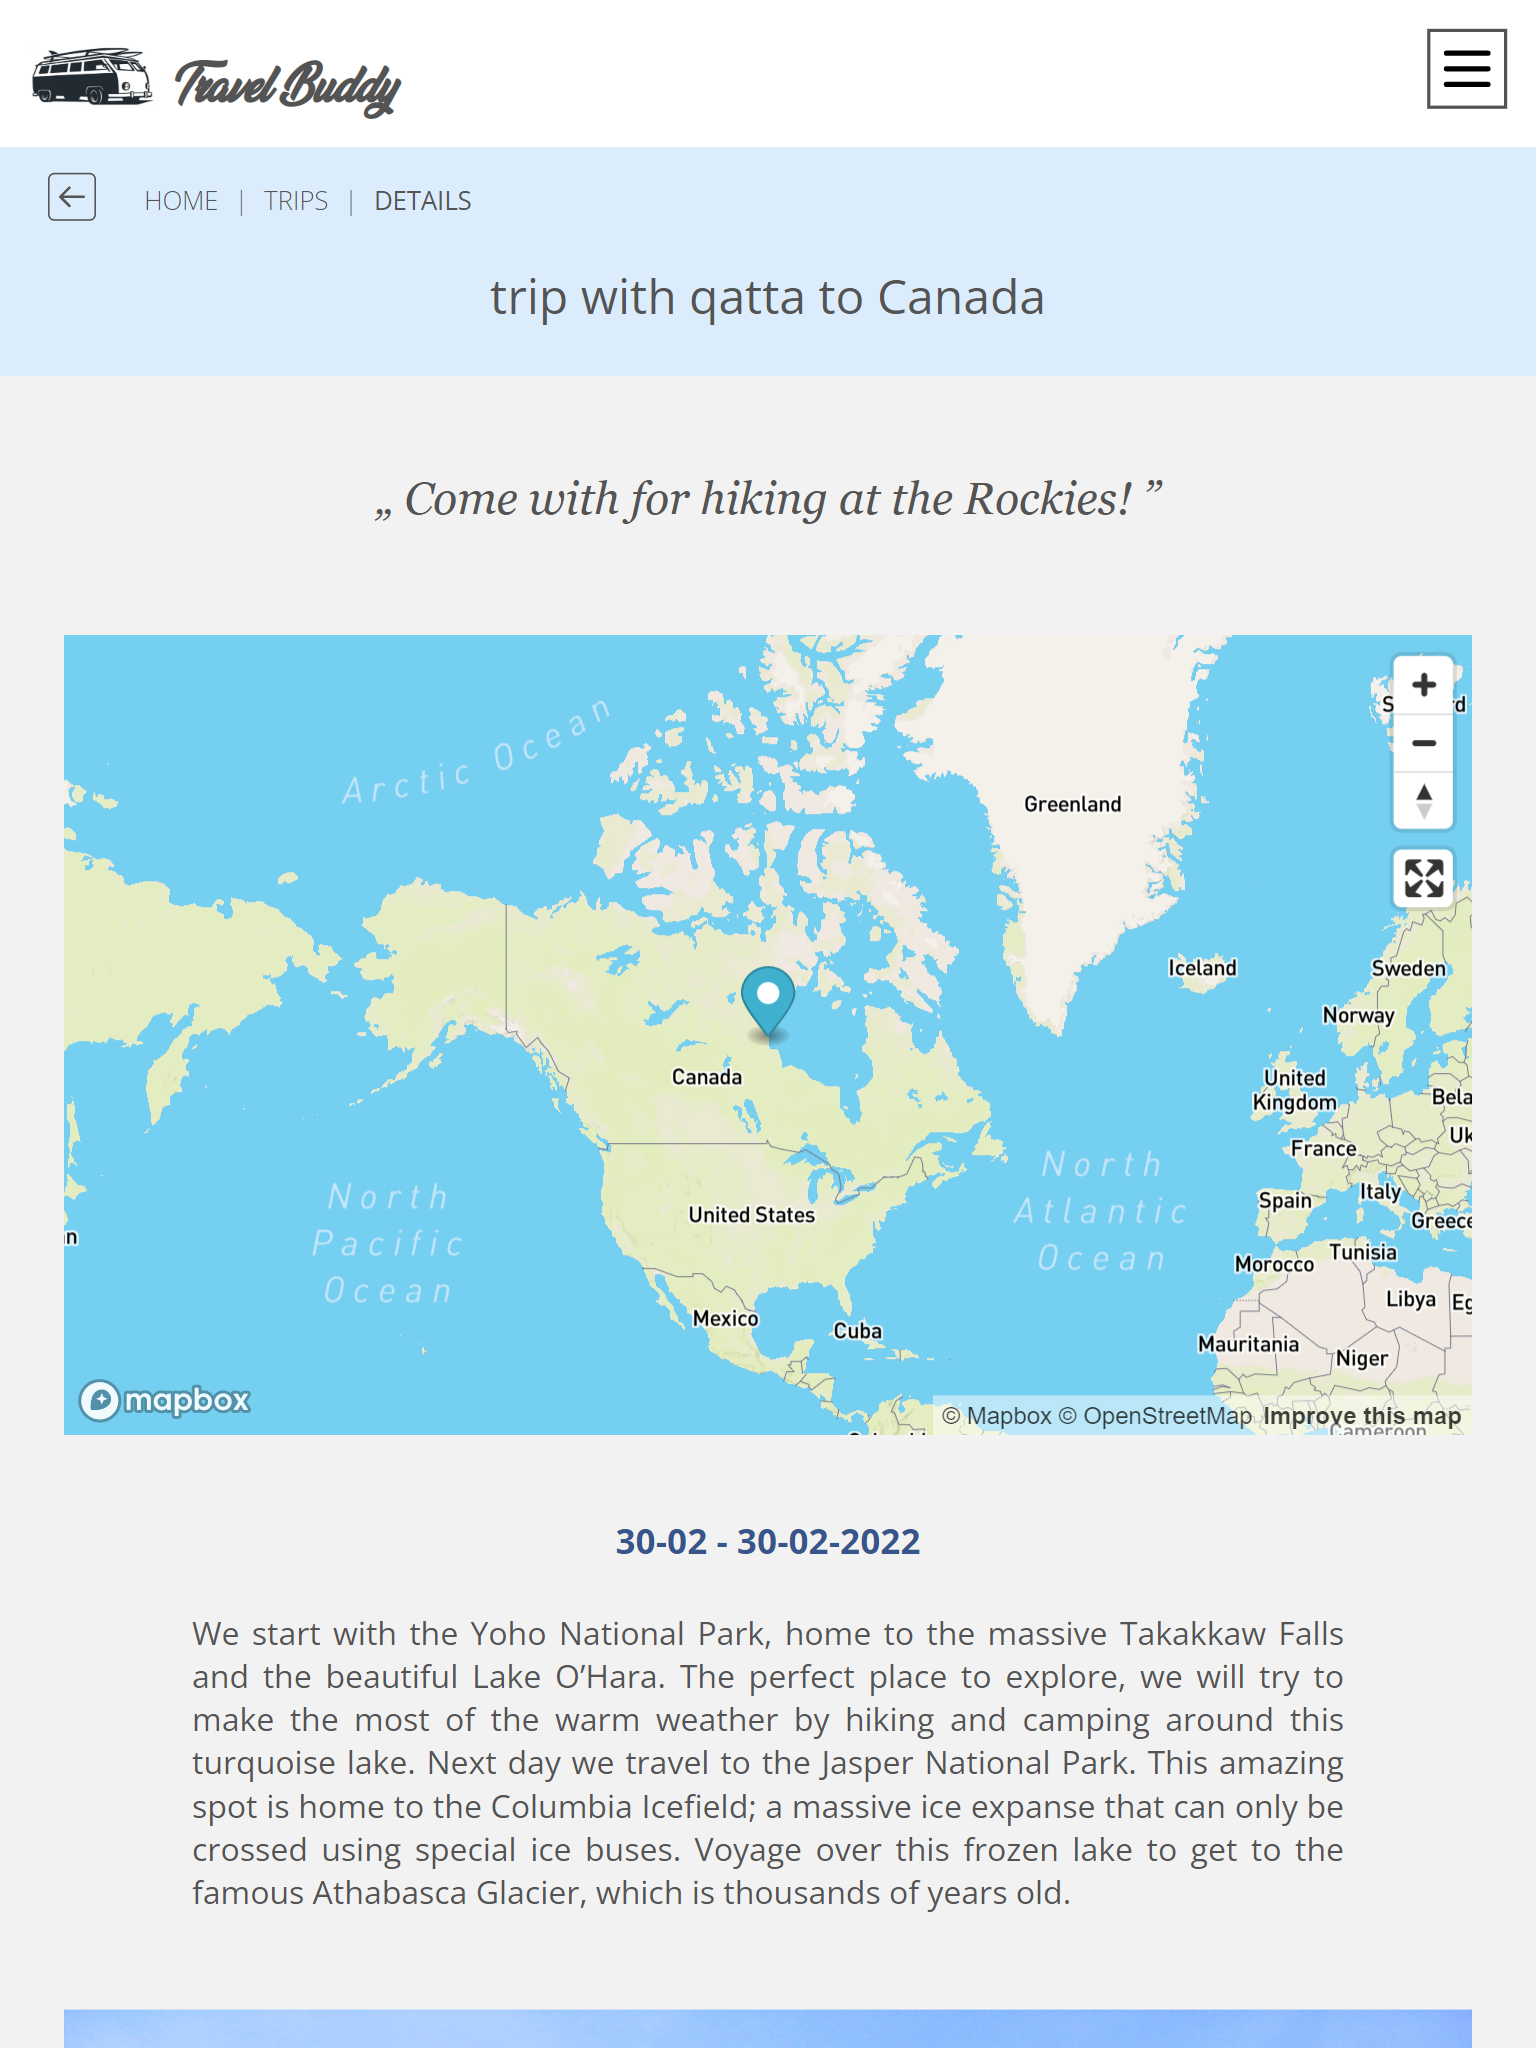 Travel Buddy
HOME | TRIPS | DETAILS
trip with qatta to Canada
„ Come with for hiking at the Rockies! ”
Arctic Ocean
Greenland
Iceland
Sweden
Norway
Canada
United
Kingdom
Bela
Uk
France
North
Atlantic
Ocean
Spain
Italy
Greece
North
Pacific
Ocean
United States
Morocco
Tunisia
Libya
Eg
Mexico
Cuba
Mauritania
Niger
mapbox
© Mapbox © OpenStreetMap Improve this map
Cameroon
30-02 - 30-02-2022
We start with the Yoho National Park, home to the massive Takakkaw Falls
and the beautiful Lake O’Hara. The perfect place to explore, we will try to
make the most of the warm weather by hiking and camping around this
turquoise lake. Next day we travel to the Jasper National Park. This amazing
spot is home to the Columbia Icefield; a massive ice expanse that can only be
crossed using special ice buses. Voyage over this frozen lake to get to the
famous Athabasca Glacier, which is thousands of years old.